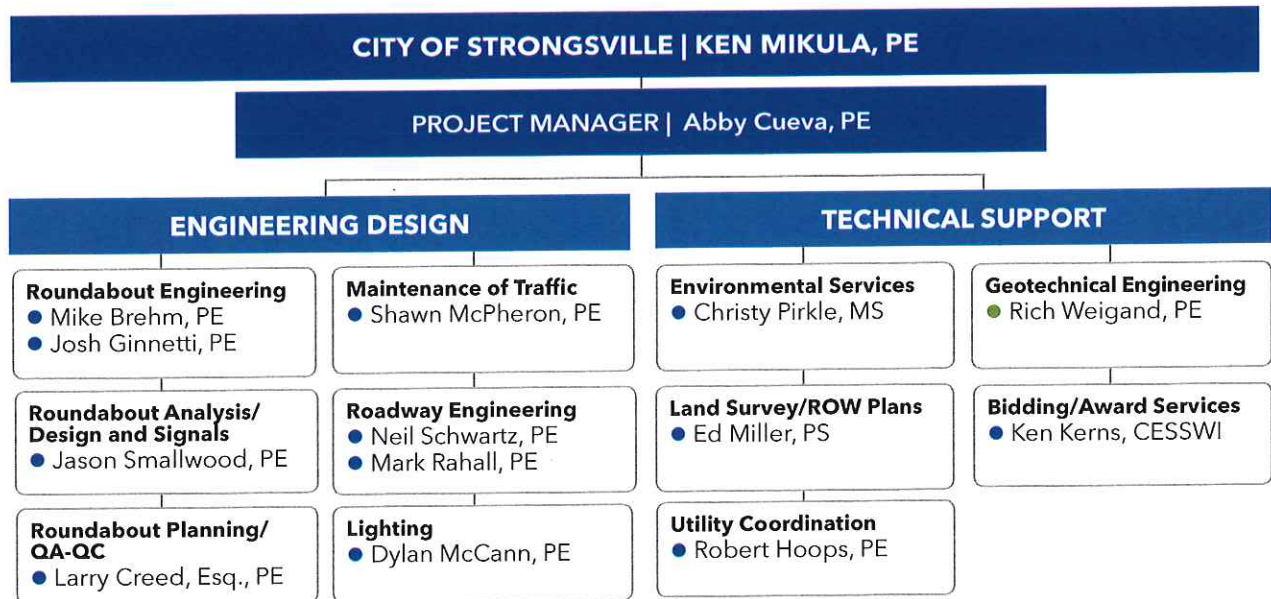 CITY OF STRONGSVILLE | KEN MIKULA, PE
PROJECT MANAGER | Abby Cueva, PE
ENGINEERING DESIGN
Roundabout Engineering
● Mike Brehm, PE
● Josh Ginnetti, PE
Roundabout Analysis/
Design and Signals
● Jason Smallwood, PE
Roundabout Planning/
QA-QC
● Larry Creed, Esq., PE
Maintenance of Traffic
● Shawn McPheron, PE
Roadway Engineering
● Neil Schwartz, PE
● Mark Rahall, PE
Lighting
● Dylan McCann, PE
TECHNICAL SUPPORT
Environmental Services
● Christy Pirkle, MS
Land Survey/ROW Plans
● Ed Miller, PS
Utility Coordination
● Robert Hoops, PE
Geotechnical Engineering
● Rich Weigand, PE
Bidding/Award Services
● Ken Kerns, CESSWI